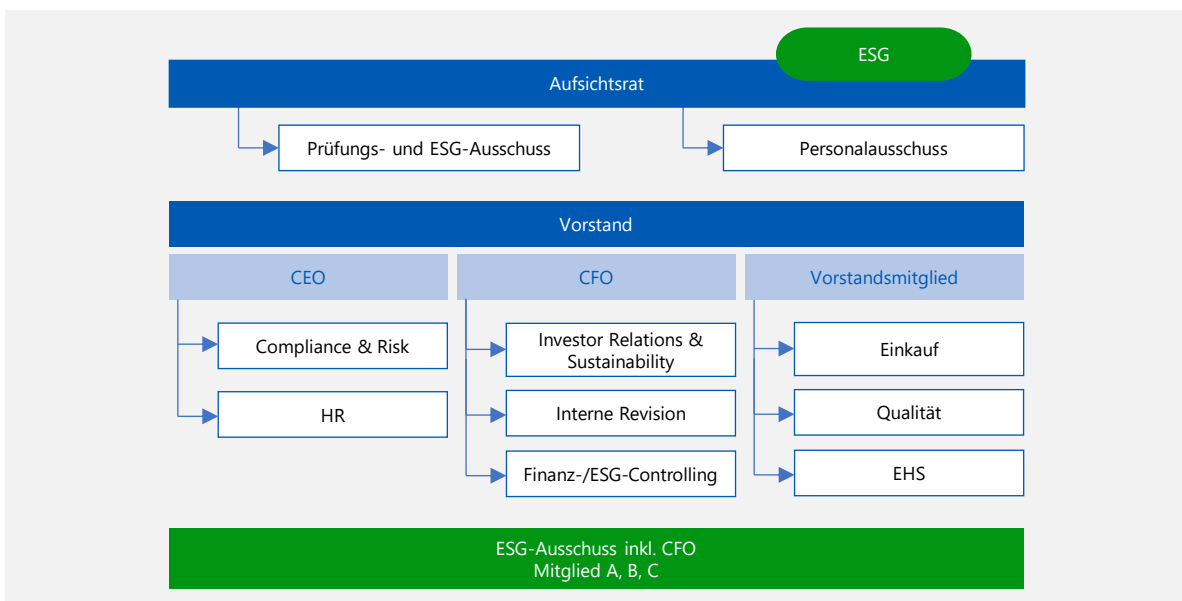 ESG
Aufsichtsrat
Prüfungs- und ESG-Ausschuss
Personalausschuss
Vorstand
CEO
CFO
Vorstandsmitglied
Compliance & Risk
HR
Investor Relations &
Sustainability
Interne Revision
Finanz-/ESG-Controlling
Einkauf
Qualität
EHS
ESG-Ausschuss inkl. CFO
Mitglied A, B, C